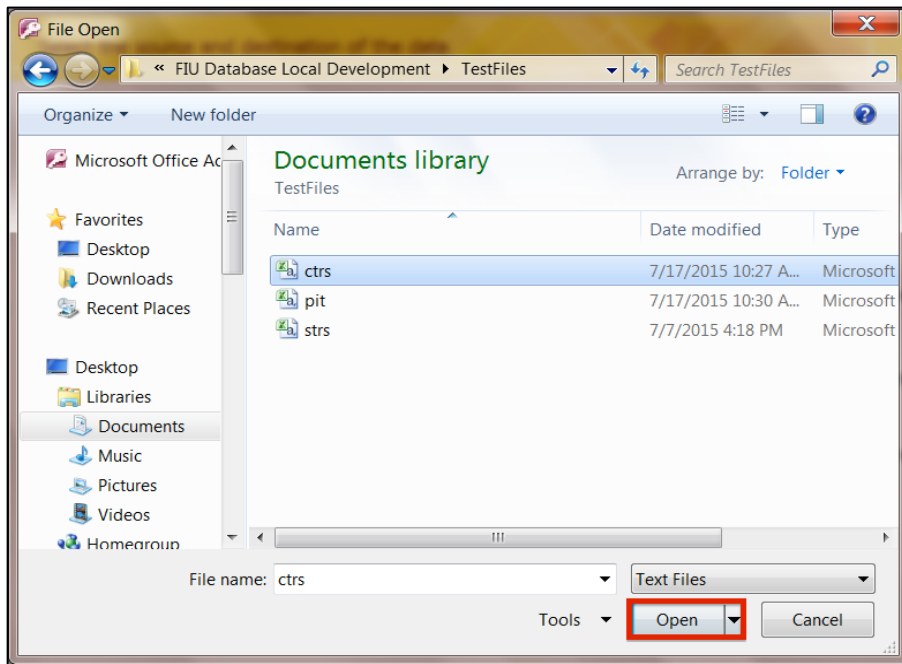 File Open
« FIU Database Local Development ▸ TestFiles
Search TestFiles
Organize
New folder
Microsoft Office Ac
Favorites
Desktop
Downloads
Recent Places
Desktop
Libraries
Documents
Music
Pictures
Videos
Homegroup
Documents library
TestFiles
Arrange by: Folder
Name Date modified Type
ctrs 7/17/2015 10:27 A... Microsoft
pit 7/17/2015 10:30 A... Microsoft
strs 7/7/2015 4:18 PM Microsoft
File name: ctrs
Text Files
Tools
Open
Cancel